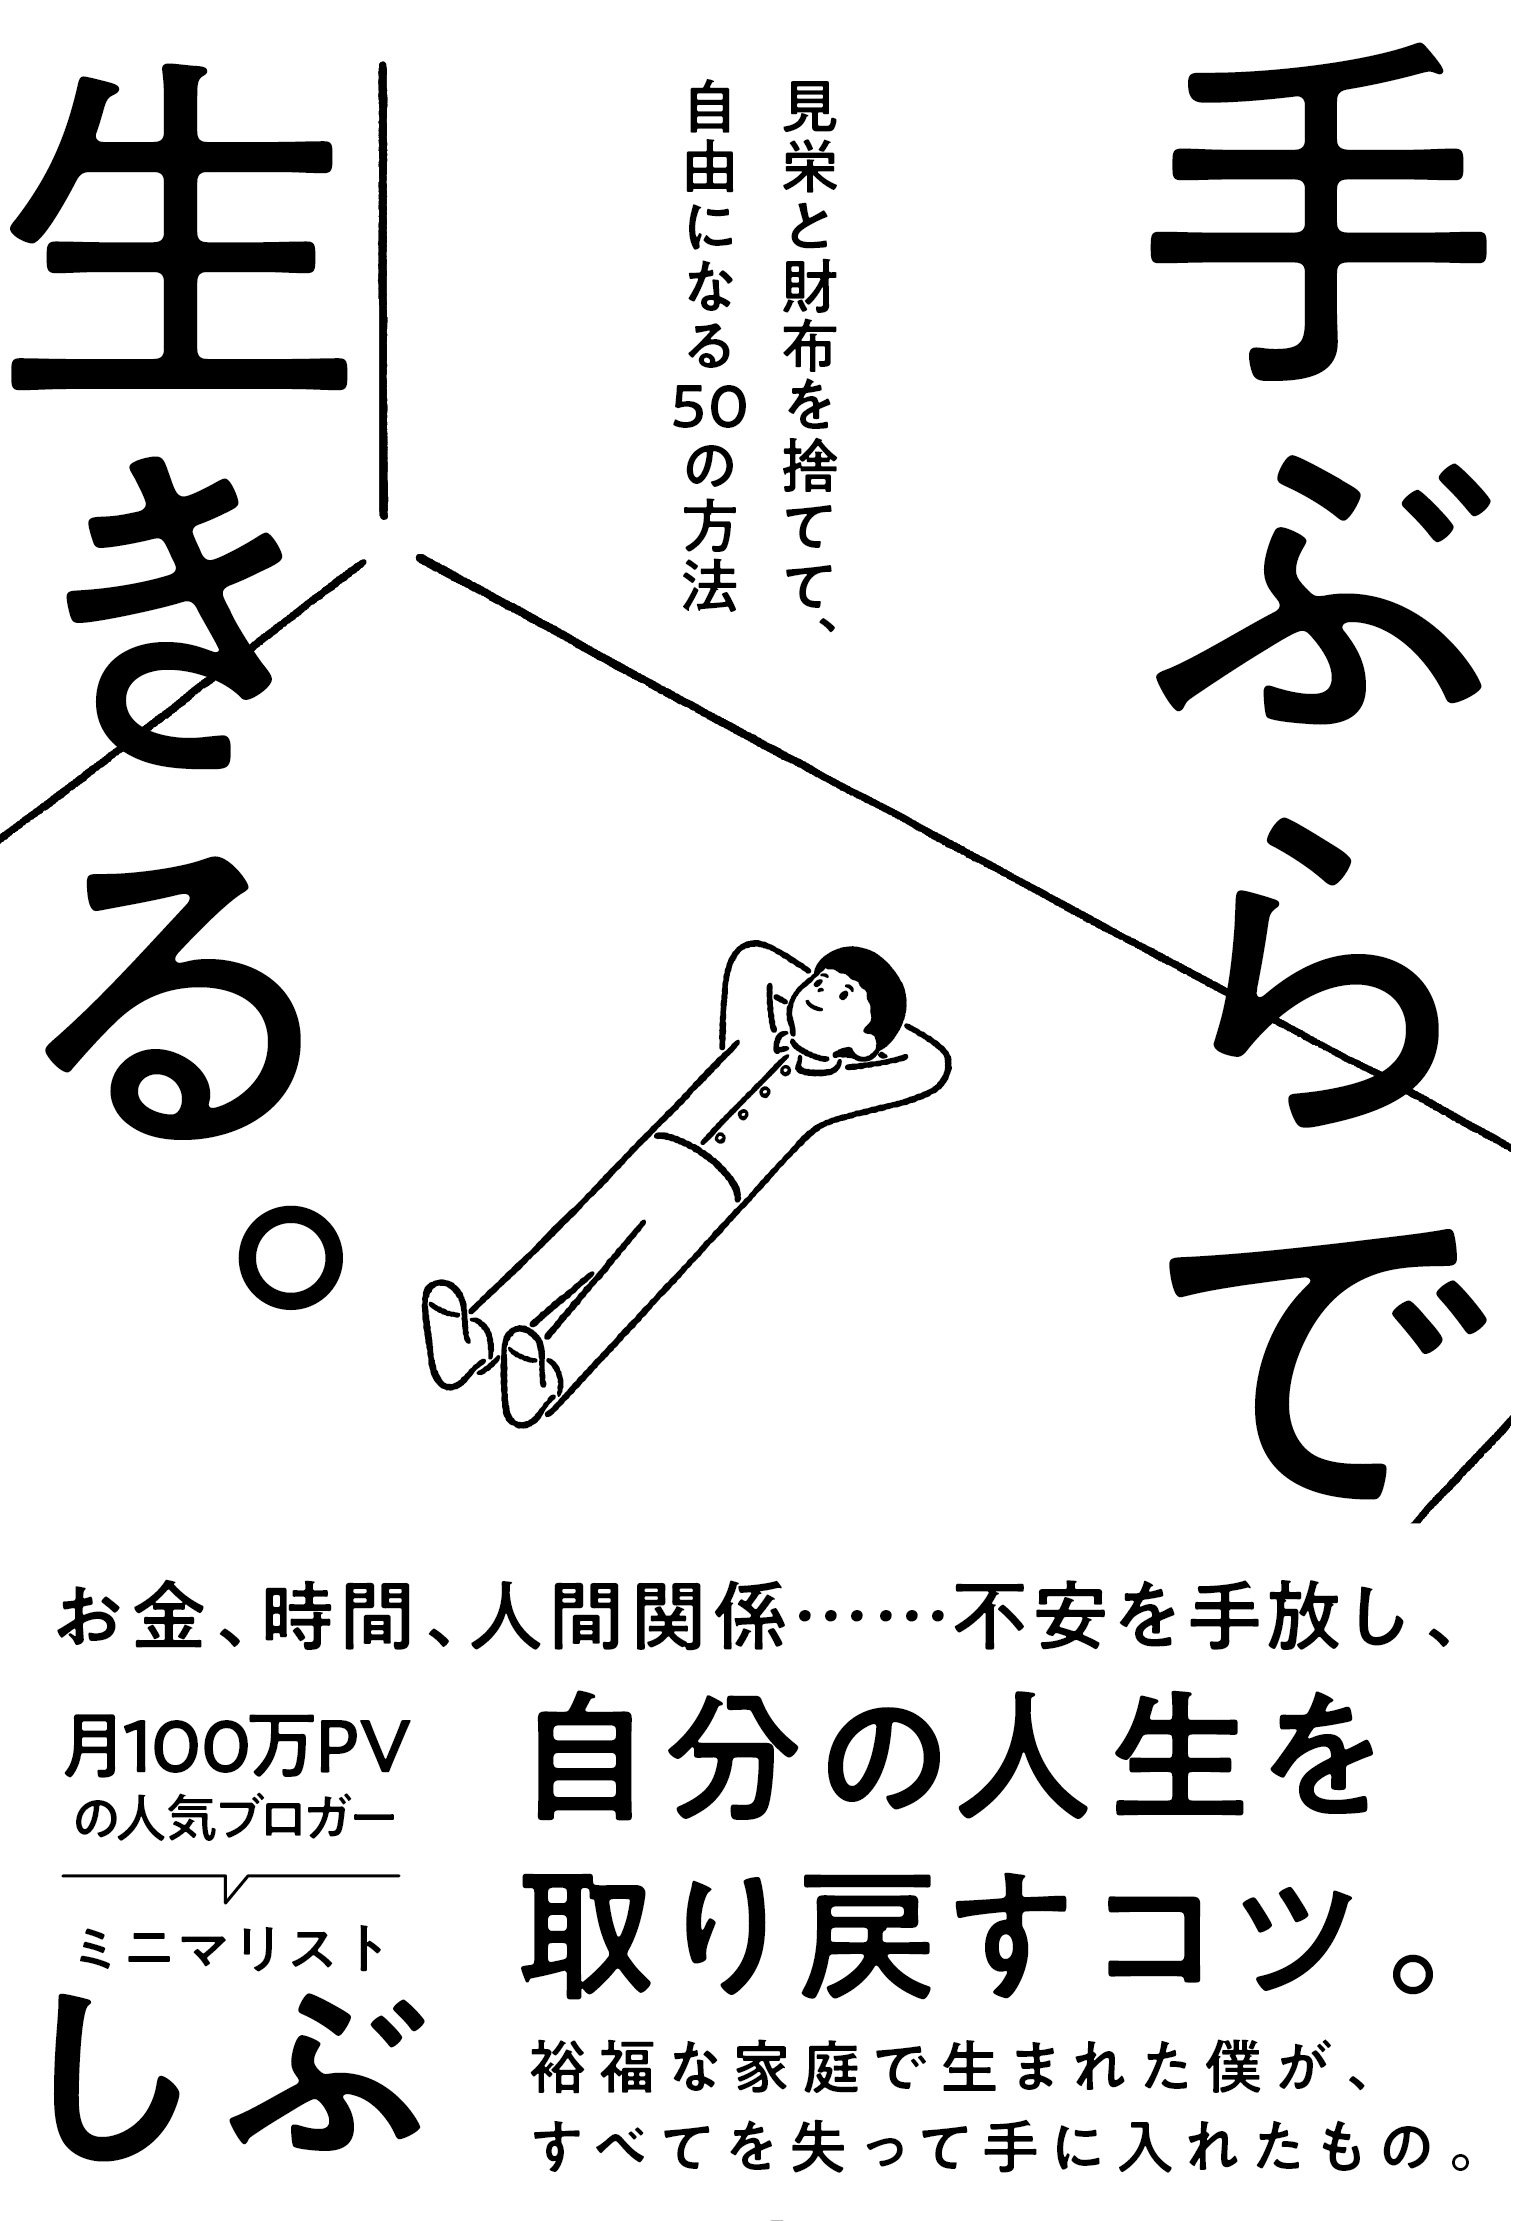 手ぶらで
生きる。
見栄と財布を捨てて、
自由になる50の方法
お金、時間、人間関係……不安を手放し、
自分の人生を
取り戻すコツ。
裕福な家庭で生まれた僕が、
すべてを失って手に入れたもの。
月100万PV
の人気ブロガー
ミニマリスト
しぶ